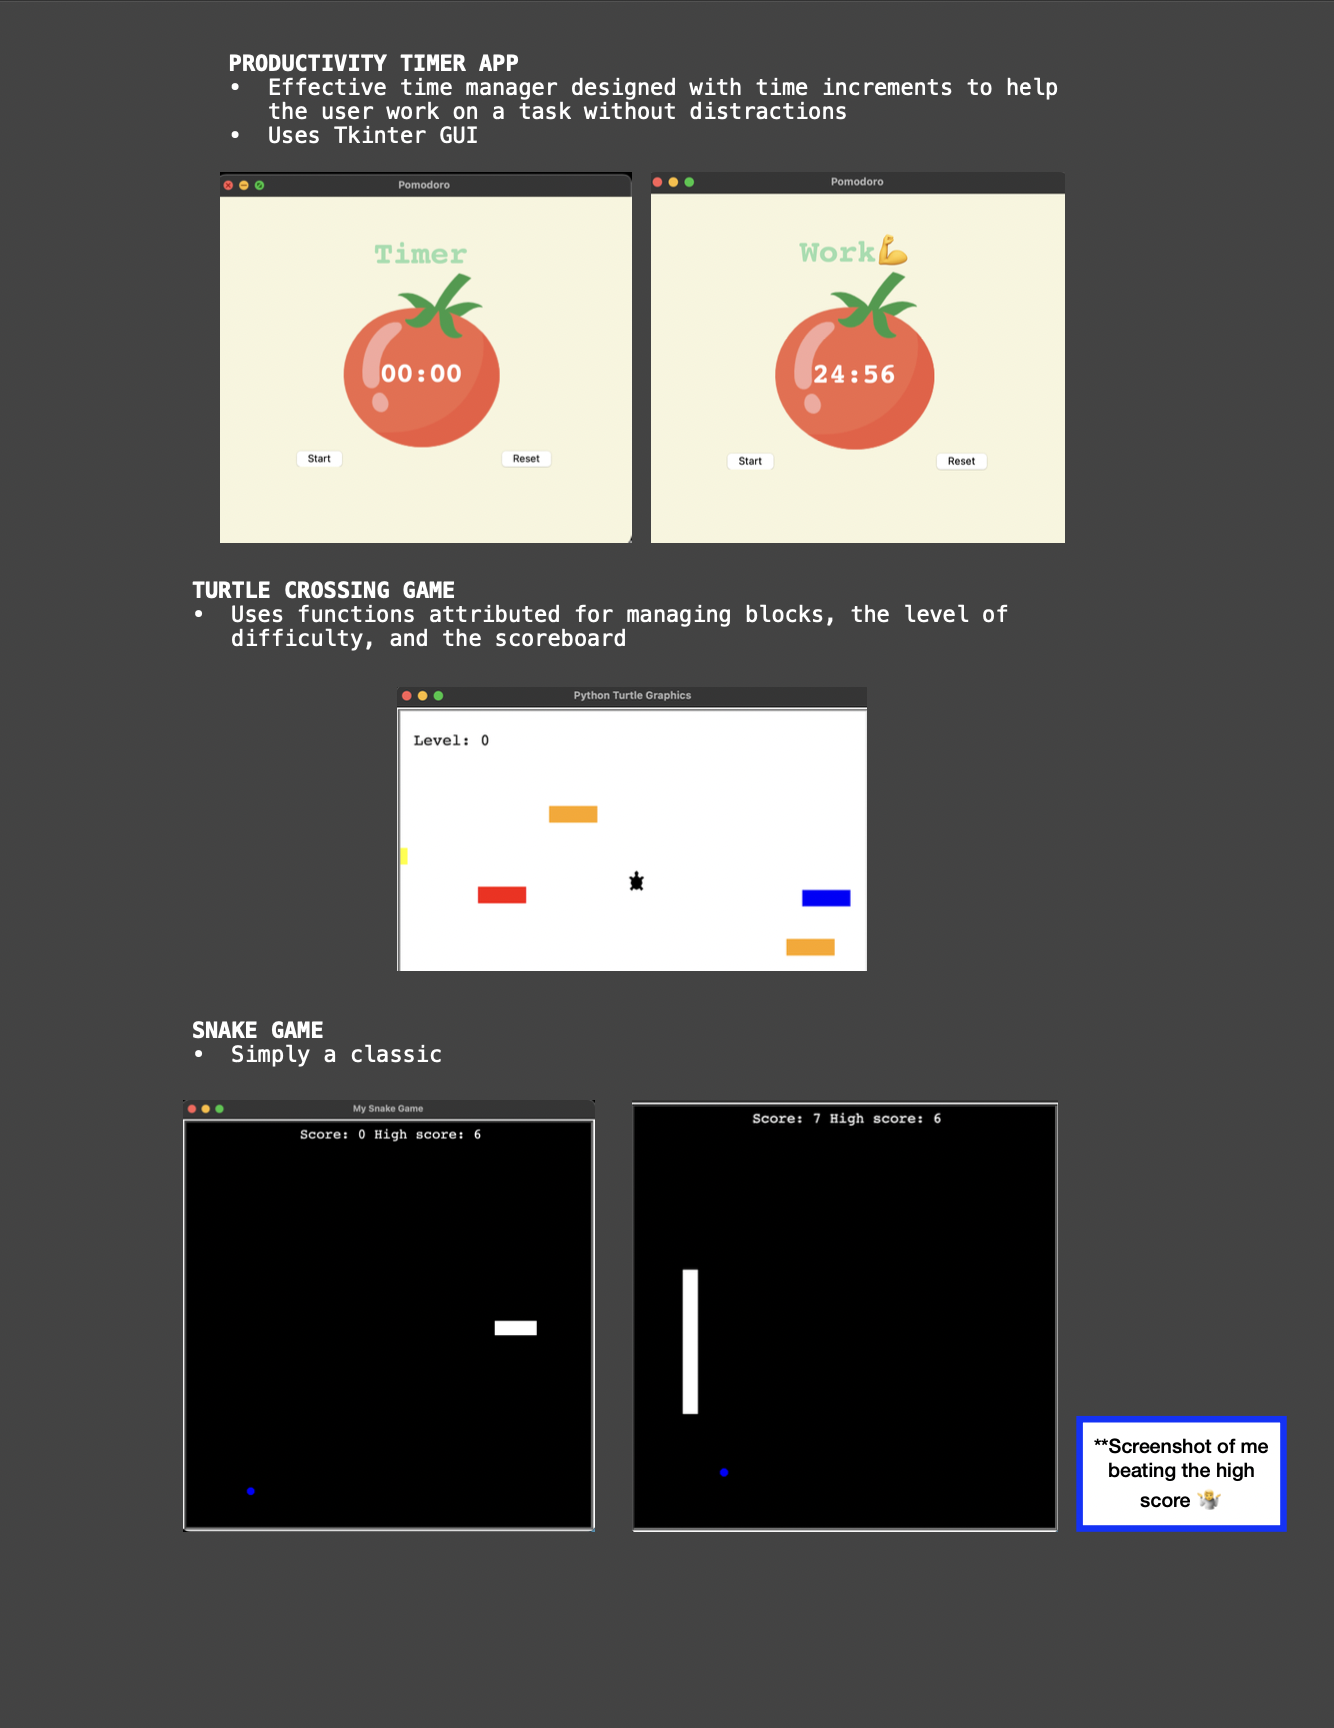 PRODUCTIVITY TIMER APP
• Effective time manager designed with time increments to help
the user work on a task without distractions
• Uses Tkinter GUI
Pomodoro
Timer
00:00
Start Reset
Pomodoro
Work💪
24:56
Start Reset
TURTLE CROSSING GAME
• Uses functions attributed for managing blocks, the level of
difficulty, and the scoreboard
Python Turtle Graphics
Level: 0
SNAKE GAME
• Simply a classic
My Snake Game
Score: 0 High score: 6
Score: 7 High score: 6
**Screenshot of me
beating the high
score 🤷